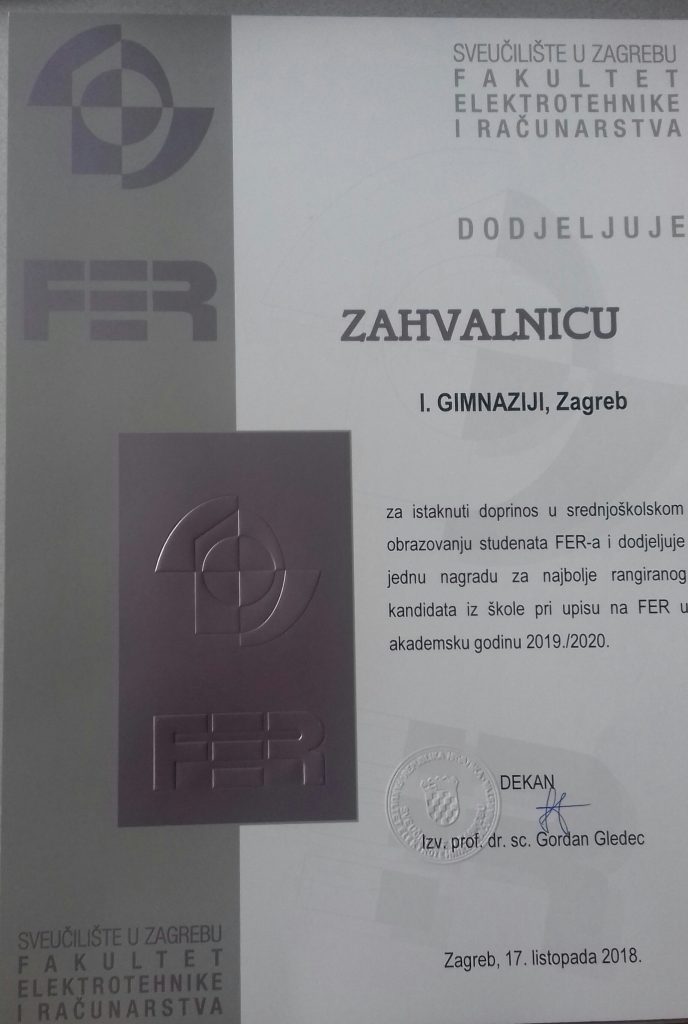 SVEUČILIŠTE U ZAGREBU
FAKULTET
ELEKTROTEHNIKE
I RAČUNARSTVA
DODJELJUJE
FER
ZAHVALNICU
I. GIMNAZIJI, Zagreb
za istaknuti doprinos u srednjoškolskom
obrazovanju studenata FER-a i dodjeljuje
jednu nagradu za najbolje rangiranog
kandidata iz škole pri upisu na FER u
akademsku godinu 2019./2020.
FER
DEKAN
Izv. prof. dr. sc. Gordan Gledec
Zagreb, 17. listopada 2018.
SVEUČILIŠTE U ZAGREBU
FAKULTET
ELEKTROTEHNIKE
I RAČUNARSTVA